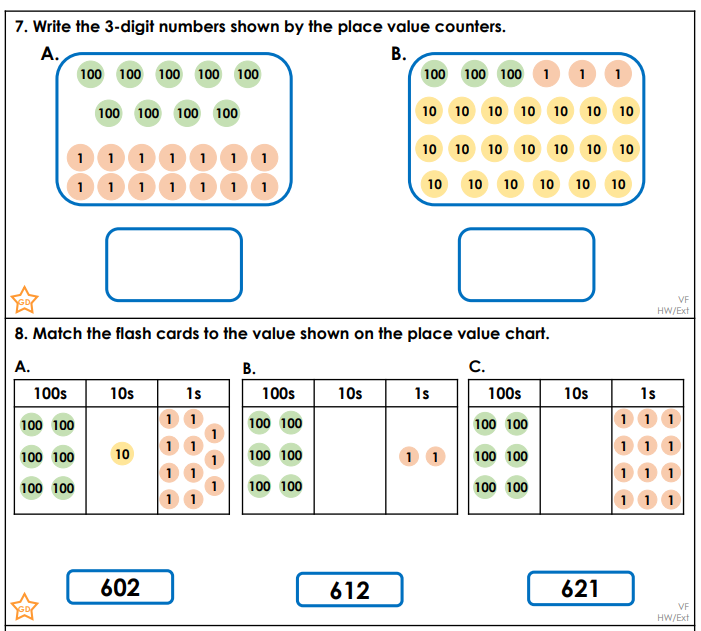 7. Write the 3-digit numbers shown by the place value counters.
A.
100 100 100 100 100
100 100 100 100
1 1 1 1 1 1 1
1 1 1 1 1 1 1
B.
100 100 100 1 1 1
10 10 10 10 10 10 10
10 10 10 10 10 10 10
10 10 10 10 10 10
GD
VF
HW/Ext
8. Match the flash cards to the value shown on the place value chart.
A.
100s 10s 1s
100 100 1 1
1
100 100 10 1 1
1
100 100 1 1
1
1 1
B.
100s 10s 1s
100 100
100 100 1 1
100 100
C.
100s 10s 1s
100 100 1 1 1
100 100 1 1 1
100 100 1 1 1
1 1 1
602
612
621
GD
VF
HW/Ext